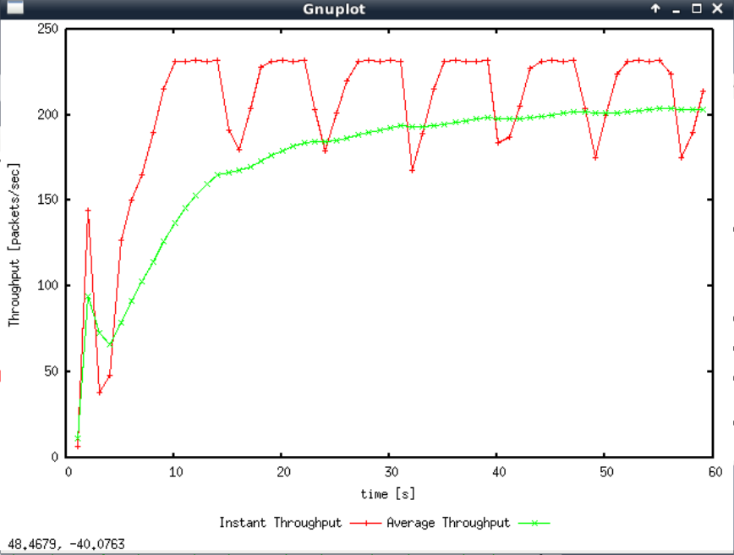 Gnuplot
250
200
150
100
50
0
Throughput [packets/sec]
0 10 20 30 40 50 60
time [s]
Instant Throughput Average Throughput
48.4679, -40.0763